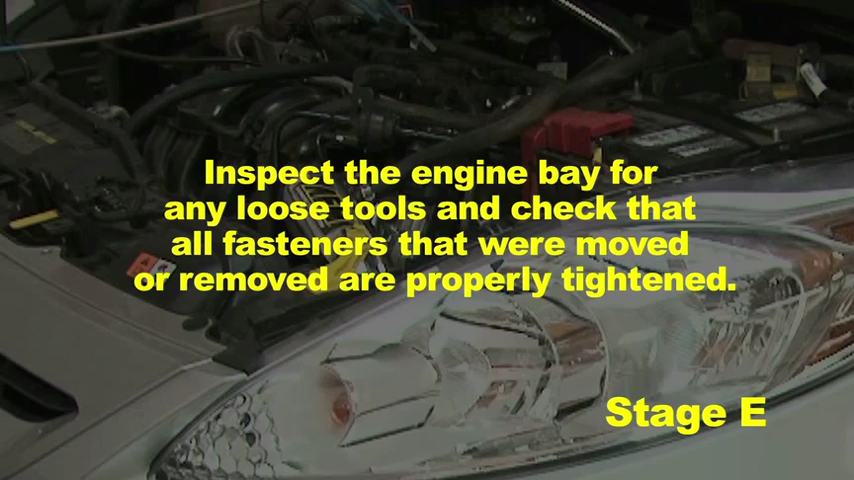 Inspect the engine bay for
any loose tools and check that
all fasteners that were moved
or removed are properly tightened.
Stage E